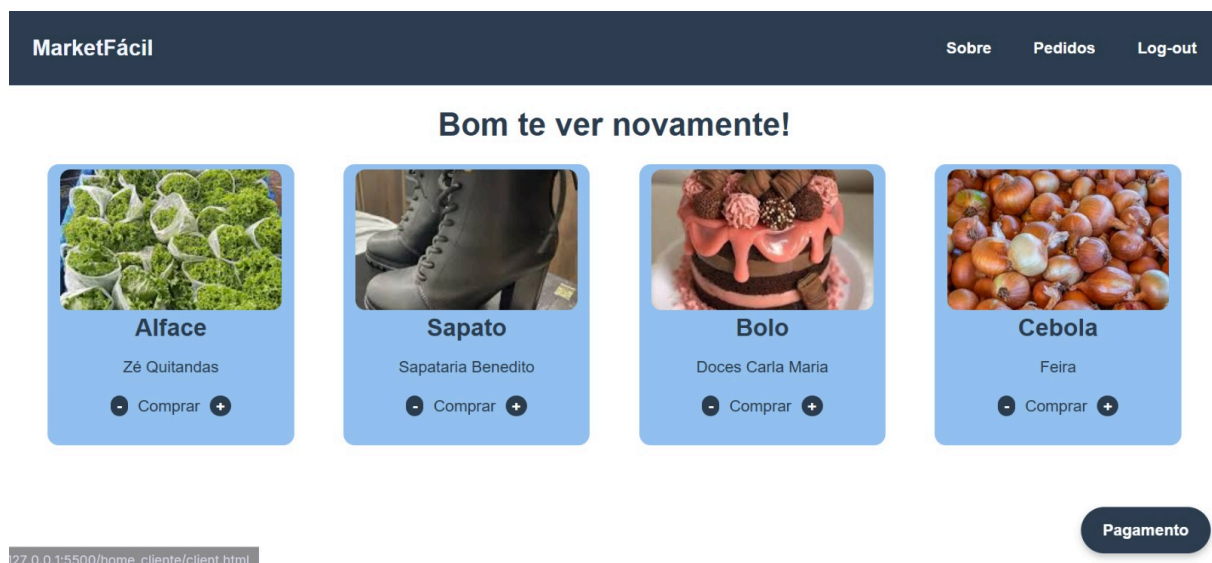 MarketFácil
Sobre Pedidos Log-out
Bom te ver novamente!
Alface
Zé Quitandas
- Comprar +
Sapato
Sapataria Benedito
- Comprar +
Bolo
Doces Carla Maria
- Comprar +
Cebola
Feira
- Comprar +
Pagamento
127.0.0.1:5500/home_cliente/client.html